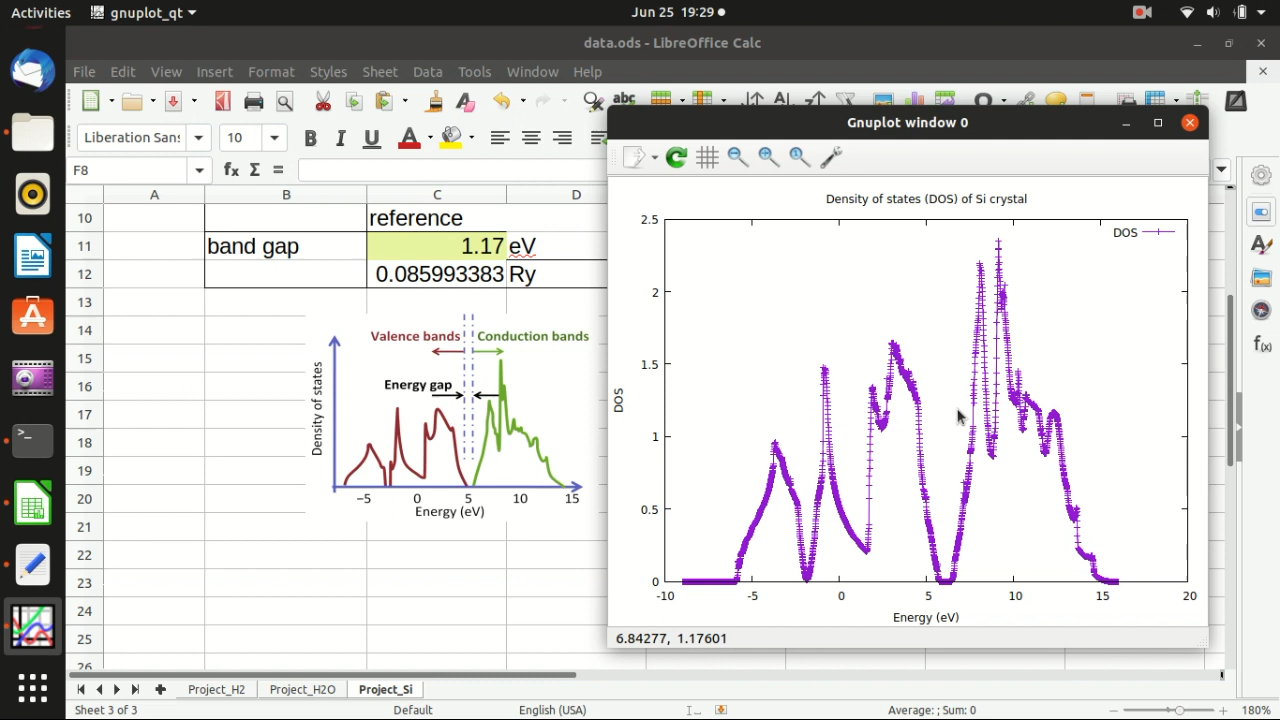 Activities
gnuplot_qt
Jun 25 19:29
data.ods - LibreOffice Calc
File Edit View Insert Format Styles Sheet Data Tools Window Help
Liberation Sans
10
F8
A B C D
10 reference
11 band gap 1.17 eV
12 0.085993383 Ry
13
14
15
16
17
18
19
20
21
22
23
24
25
26
Valence bands
Conduction bands
Energy gap
Density of states
−5 0 5 10 15
Energy (eV)
Gnuplot window 0
Density of states (DOS) of Si crystal
DOS
2.5
2
1.5
1
0.5
0
DOS
-10 -5 0 5 10 15 20
Energy (eV)
6.84277, 1.17601
Project_H2 Project_H2O Project_Si
Sheet 3 of 3
Default
English (USA)
Average: ; Sum: 0
180%